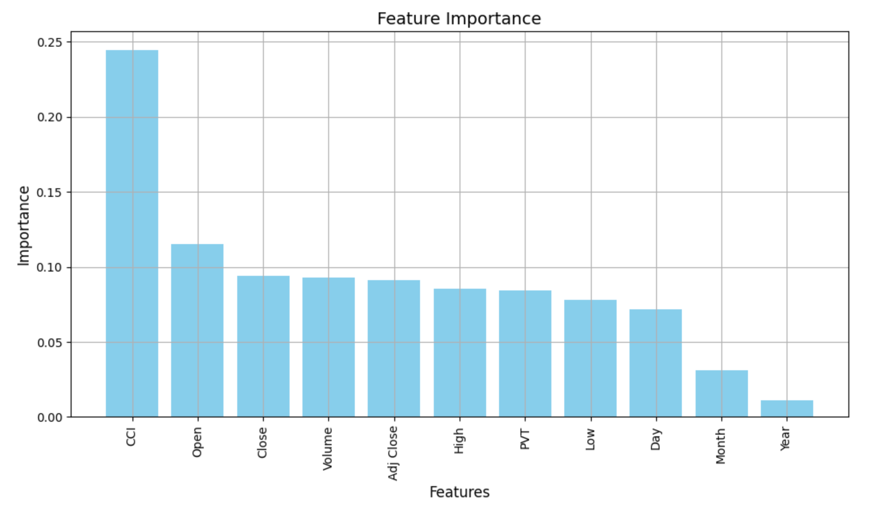 Feature Importance
0.25
0.20
0.15
0.10
0.05
0.00
Importance
CCI
Open
Close
Volume
Adj Close
High
PVT
Low
Day
Month
Year
Features